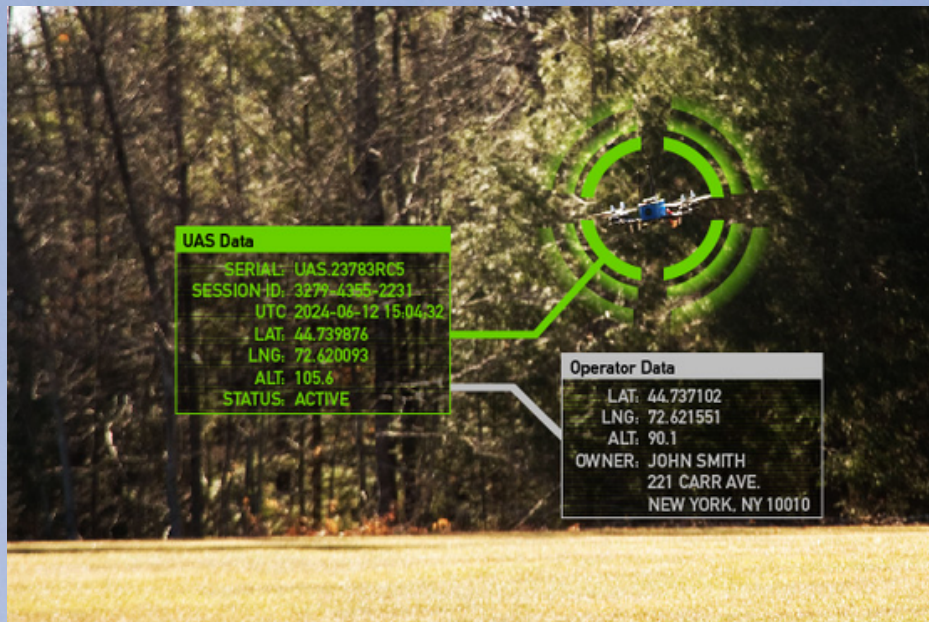 UAS Data
SERIAL: UAS.23783RC5
SESSION ID: 3279-4355-2231
UTC 2024-06-12 15:04:32
LAT: 44.739876
LNG: 72.620093
ALT: 105.6
STATUS: ACTIVE
Operator Data
LAT: 44.737102
LNG: 72.621551
ALT: 90.1
OWNER: JOHN SMITH
221 CARR AVE.
NEW YORK, NY 10010